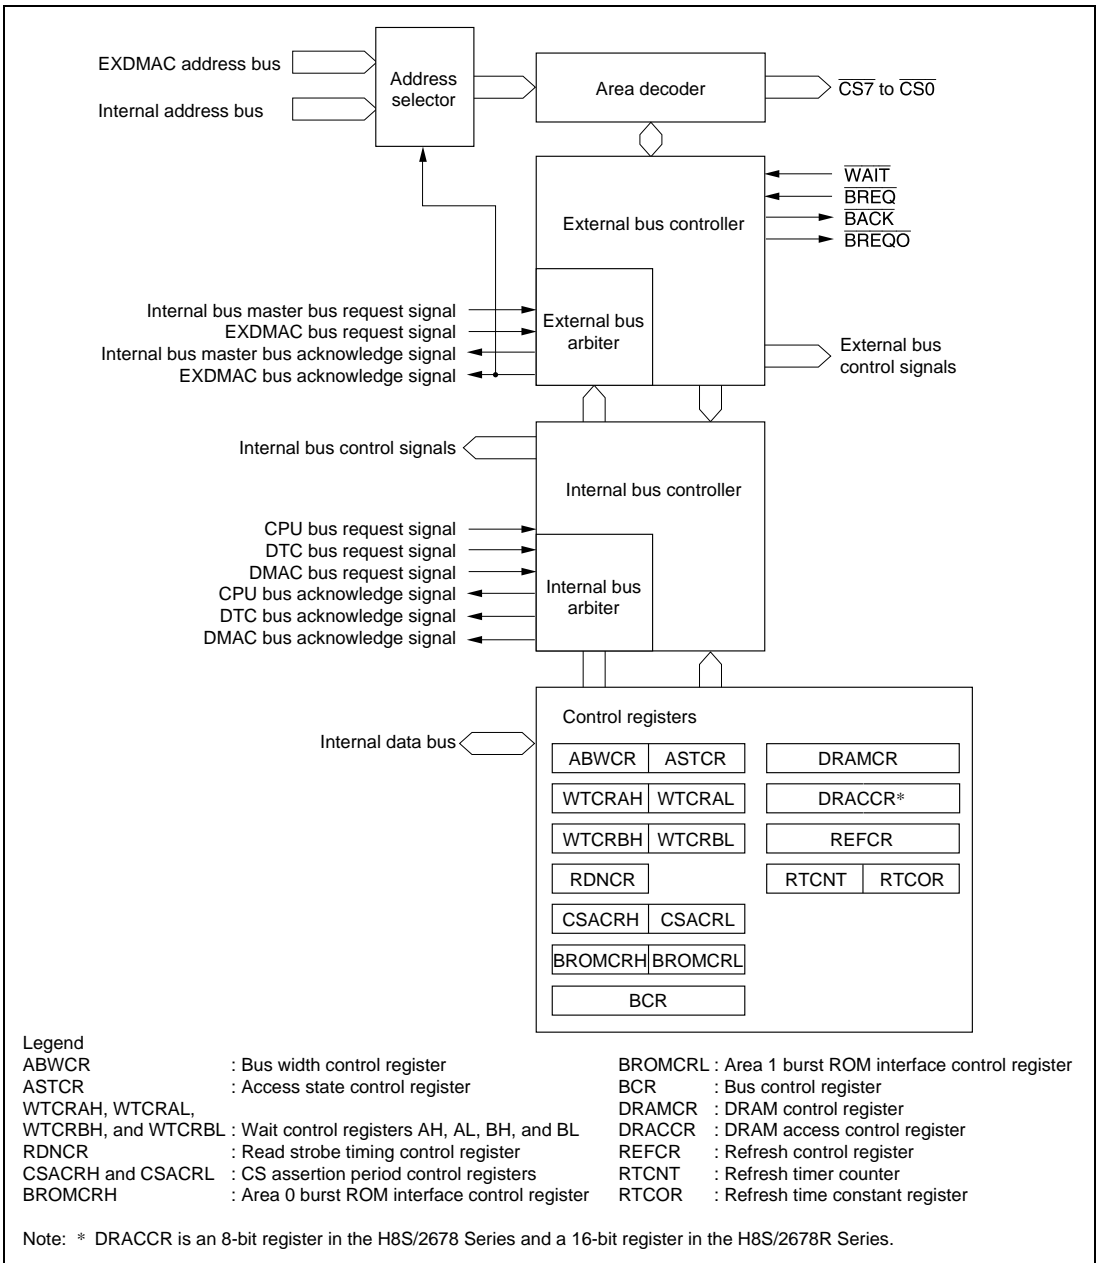 EXDMAC address bus
Internal address bus
Address
selector
Area decoder
CS7 to CS0
External bus controller
WAIT
BREQ
BACK
BREQO
Internal bus master bus request signal
EXDMAC bus request signal
Internal bus master bus acknowledge signal
EXDMAC bus acknowledge signal
External bus
arbiter
External bus
control signals
Internal bus control signals
Internal bus controller
CPU bus request signal
DTC bus request signal
DMAC bus request signal
CPU bus acknowledge signal
DTC bus acknowledge signal
DMAC bus acknowledge signal
Internal bus
arbiter
Internal data bus
Control registers
ABWCR ASTCR DRAMCR
WTCRAH WTCRAL DRACCR*
WTCRBH WTCRBL REFCR
RDNCR RTCNT RTCOR
CSACRH CSACRL
BROMCRH BROMCRL
BCR
Legend
ABWCR : Bus width control register
ASTCR : Access state control register
WTCRAH, WTCRAL,
WTCRBH, and WTCRBL : Wait control registers AH, AL, BH, and BL
RDNCR : Read strobe timing control register
CSACRH and CSACRL : CS assertion period control registers
BROMCRH : Area 0 burst ROM interface control register
BROMCRL : Area 1 burst ROM interface control register
BCR : Bus control register
DRAMCR : DRAM control register
DRACCR : DRAM access control register
REFCR : Refresh control register
RTCNT : Refresh timer counter
RTCOR : Refresh time constant register
Note: * DRACCR is an 8-bit register in the H8S/2678 Series and a 16-bit register in the H8S/2678R Series.